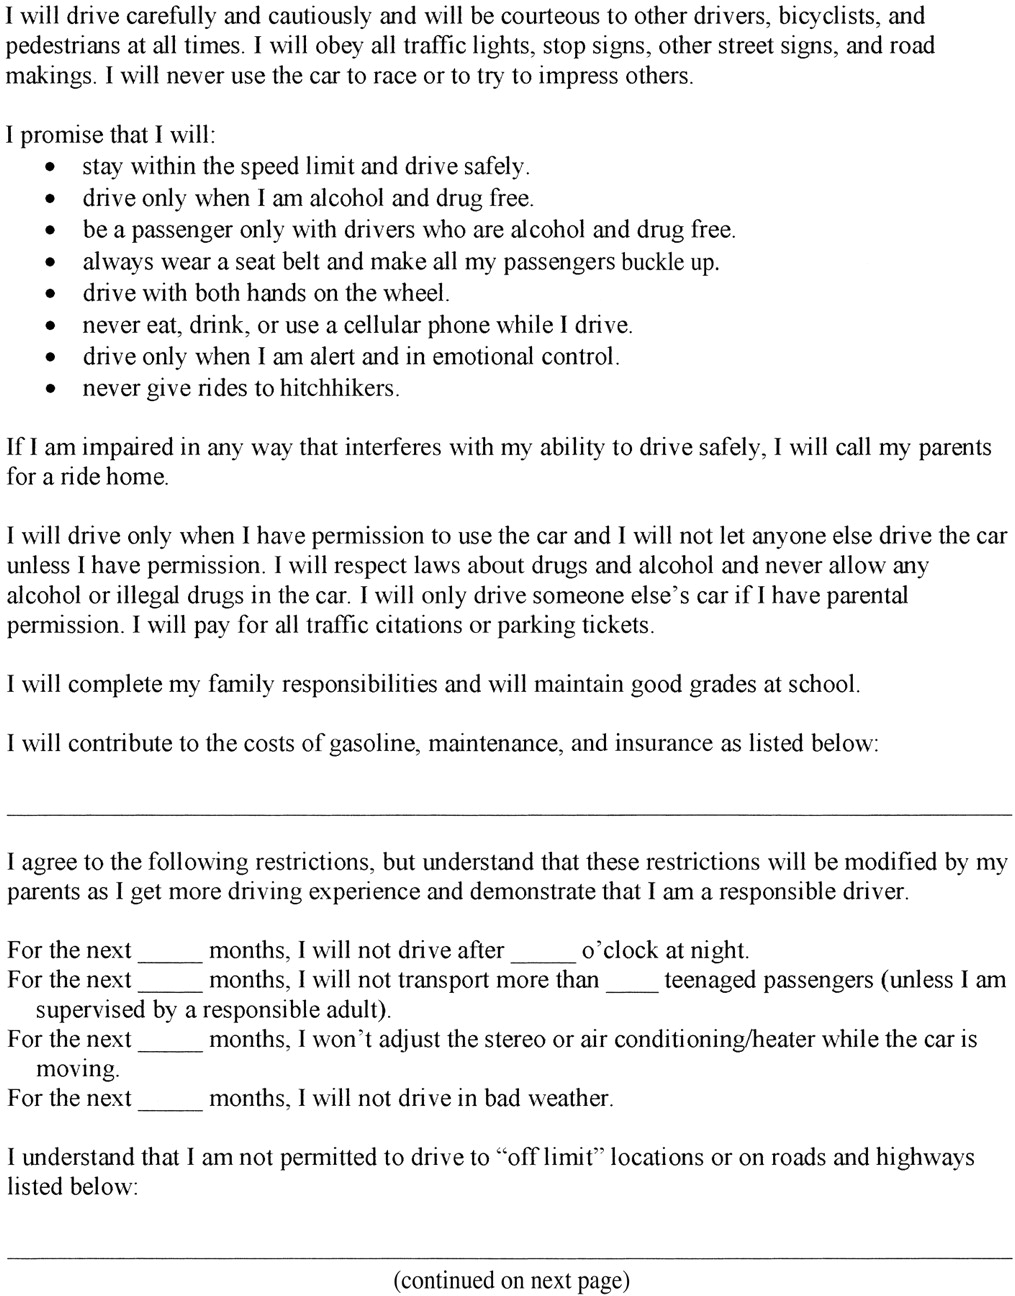 I will drive carefully and cautiously and will be courteous to other drivers, bicyclists, and
pedestrians at all times. I will obey all traffic lights, stop signs, other street signs, and road
makings. I will never use the car to race or to try to impress others.
I promise that I will:
• stay within the speed limit and drive safely.
• drive only when I am alcohol and drug free.
• be a passenger only with drivers who are alcohol and drug free.
• always wear a seat belt and make all my passengers buckle up.
• drive with both hands on the wheel.
• never eat, drink, or use a cellular phone while I drive.
• drive only when I am alert and in emotional control.
• never give rides to hitchhikers.
If I am impaired in any way that interferes with my ability to drive safely, I will call my parents
for a ride home.
I will drive only when I have permission to use the car and I will not let anyone else drive the car
unless I have permission. I will respect laws about drugs and alcohol and never allow any
alcohol or illegal drugs in the car. I will only drive someone else’s car if I have parental
permission. I will pay for all traffic citations or parking tickets.
I will complete my family responsibilities and will maintain good grades at school.
I will contribute to the costs of gasoline, maintenance, and insurance as listed below:
I agree to the following restrictions, but understand that these restrictions will be modified by my
parents as I get more driving experience and demonstrate that I am a responsible driver.
For the next _____ months, I will not drive after _____ o’clock at night.
For the next _____ months, I will not transport more than ____ teenaged passengers (unless I am
supervised by a responsible adult).
For the next _____ months, I won’t adjust the stereo or air conditioning/heater while the car is
moving.
For the next _____ months, I will not drive in bad weather.
I understand that I am not permitted to drive to “off limit” locations or on roads and highways
listed below:
(continued on next page)